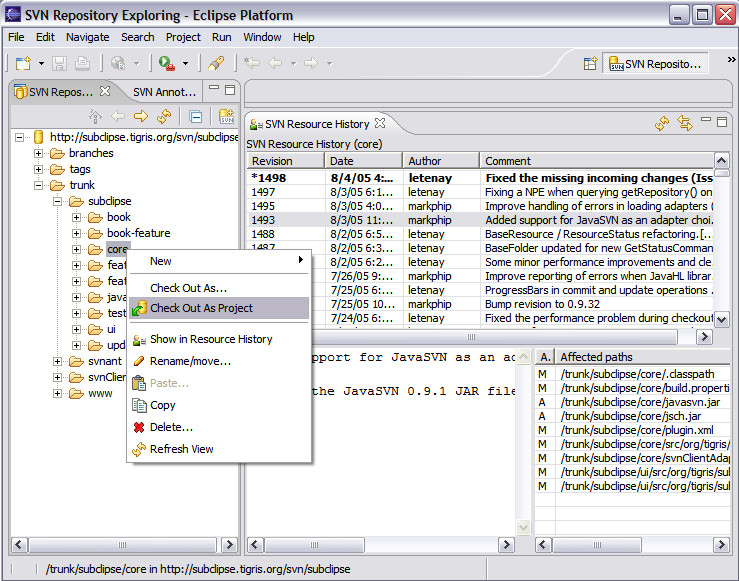 SVN Repository Exploring - Eclipse Platform
File Edit Navigate Search Project Run Window Help
SVN Reposito...
SVN Repos... SVN Annot...
SVN Resource History
http://subclipse.tigris.org/svn/subclipse
branches
tags
trunk
subclipse
book
book-feature
core
feat
feat
java
test
ui
upd
svnant
svnClien
www
New
Check Out As...
Check Out As Project
Show in Resource History
Rename/move...
Paste...
Copy
Delete...
Refresh View
SVN Resource History (core)
Revision Date Author Comment
*1498 8/4/05 4:... letenay Fixed the missing incoming changes (Iss
1497 8/3/05 6:1... letenay Fixing a NPE when querying getRepository() on
1495 8/3/05 4:0... markphip Improve handling of errors in loading adapters (
1493 8/3/05 11:... markphip Added support for JavaSVN as an adapter choi...
1488 8/2/05 6:5... letenay BaseResource / ResourceStatus refactoring.[...
1487 8/2/05 6:3... letenay BaseFolder updated for new GetStatusComman
8/2/05 6:2... letenay Some minor performance improvements and cle
7/26/05 9:... markphip Improve reporting of errors when JavaHL librar
7/25/05 6:... letenay ProgressBars in commit and update operations
7/25/05 10... markphip Bump revision to 0.9.32
7/24/05 6:... letenay Fixed the performance problem during checkout
pport for JavaSVN as an ad
the JavaSVN 0.9.1 JAR file
A. Affected paths
M /trunk/subclipse/core/.classpath
M /trunk/subclipse/core/build.properti
A /trunk/subclipse/core/javasvn.jar
A /trunk/subclipse/core/jsch.jar
M /trunk/subclipse/core/plugin.xml
M /trunk/subclipse/core/src/org/tigris/
M /trunk/subclipse/core/svnClientAdap
M /trunk/subclipse/ui/src/org/tigris/sul
M /trunk/subclipse/ui/src/org/tigris/sul
/trunk/subclipse/core in http://subclipse.tigris.org/svn/subclipse